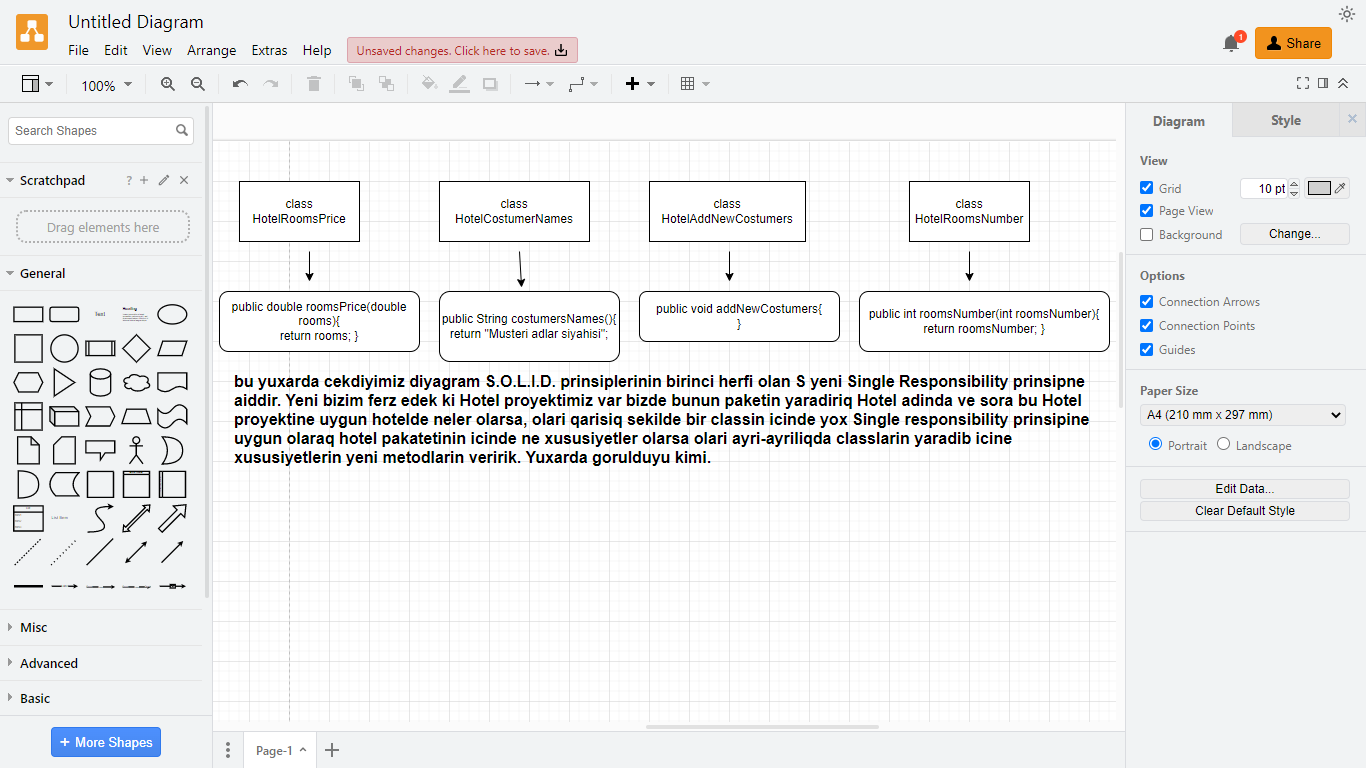 Untitled Diagram
File Edit View Arrange Extras Help Unsaved changes. Click here to save.
1
Share
100%
Search Shapes
Scratchpad
?
Drag elements here
General
Text
Heading
Misc
Advanced
Basic
+ More Shapes
class
HotelRoomsPrice
class
HotelCostumerNames
class
HotelAddNewCostumers
class
HotelRoomsNumber
public double roomsPrice(double
rooms){
return rooms; }
public String costumersNames(){
return "Musteri adlar siyahisi";
public void addNewCostumers{
}
public int roomsNumber(int roomsNumber){
return roomsNumber; }
bu yuxarda cekdiyimiz diyagram S.O.L.I.D. prinsiplerinin birinci herfi olan S yeni Single Responsibility prinsipne
aiddir. Yeni bizim ferz edek ki Hotel proyektimiz var bizde bunun paketin yaradiriq Hotel adinda ve sora bu Hotel
proyektine uygun hotelde neler olarsa, olari qarisiq sekilde bir classin icinde yox Single responsibility prinsipine
uygun olaraq hotel pakatetinin icinde ne xususiyetler olarsa olari ayri-ayriliqda classlarin yaradib icine
xususiyetlerin yeni metodlarin veririk. Yuxarda gorulduyu kimi.
Page-1
Diagram
Style
View
Grid
10 pt
Page View
Background
Change...
Options
Connection Arrows
Connection Points
Guides
Paper Size
A4 (210 mm x 297 mm)
Portrait Landscape
Edit Data...
Clear Default Style